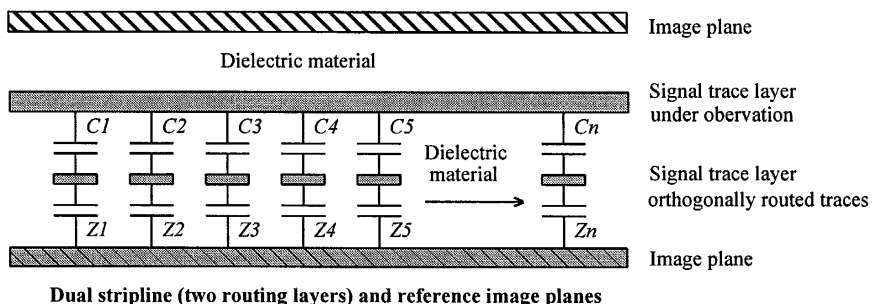 Image plane
Dielectric material
Signal trace layer
under obervation
C1 C2 C3 C4 C5 Cn
Dielectric
material
Signal trace layer
orthogonally routed traces
Z1 Z2 Z3 Z4 Z5 Zn
Image plane
Dual stripline (two routing layers) and reference image planes